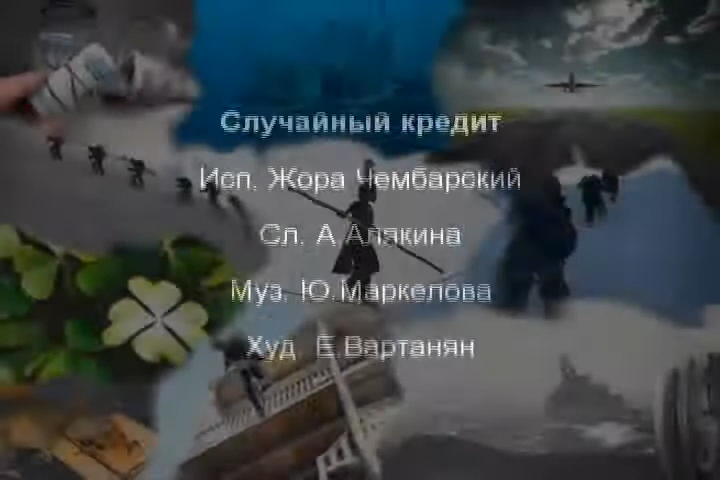 Случайный кредит
Исп. Жора Чембарский
Сл. А.Алякина
Муз. Ю.Маркелова
Худ Е.Вартанян